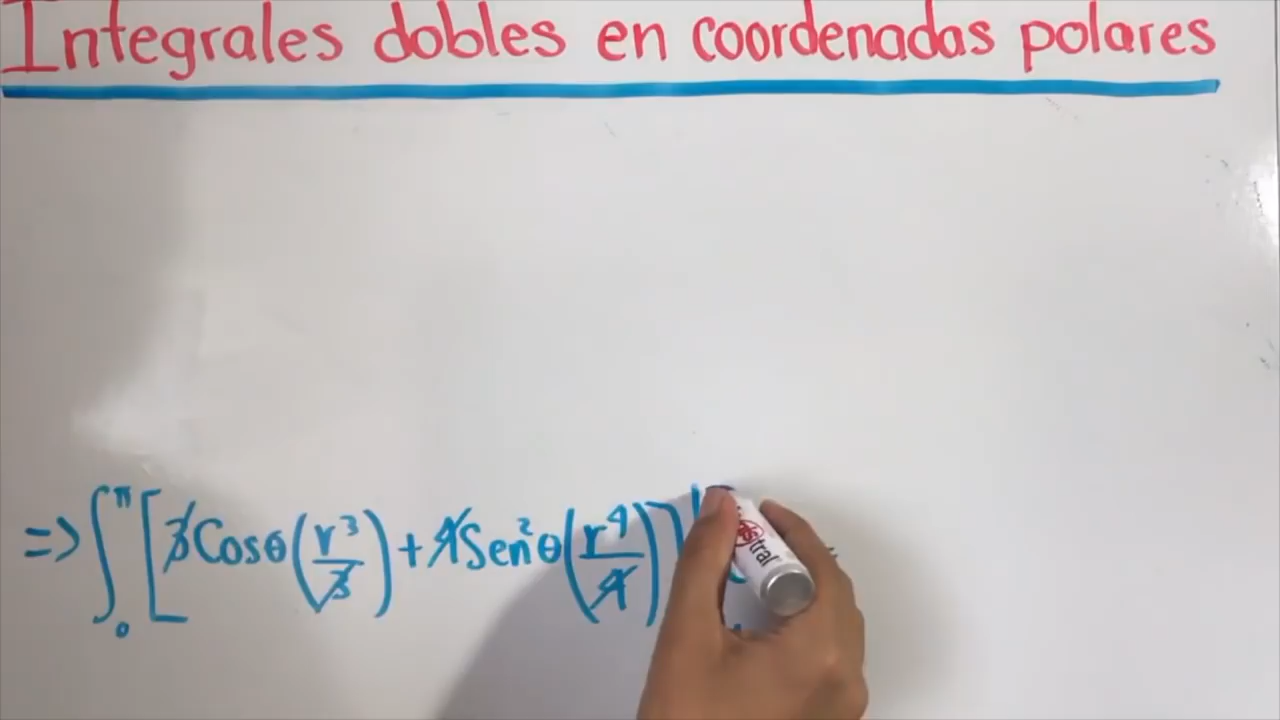 Integrales dobles en coordenadas polares
=> ∫₀^π [3Cosθ(r³/3) + 4Sen²θ(r⁴/4)]|